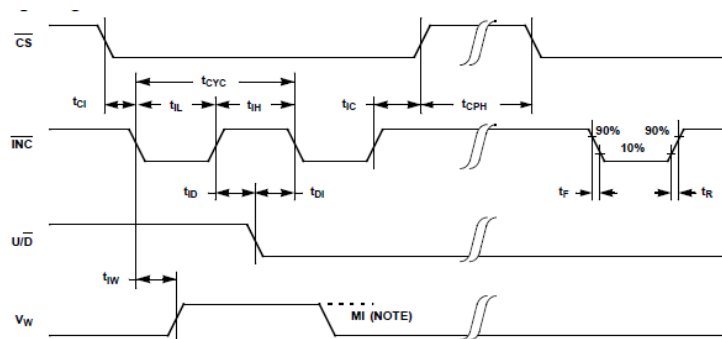 CS
tCYC
tCI
tIL
tIH
tIC
tCPH
INC
90%
90%
10%
tID
tDI
tF
tR
U/D
tIW
MI (NOTE)
VW